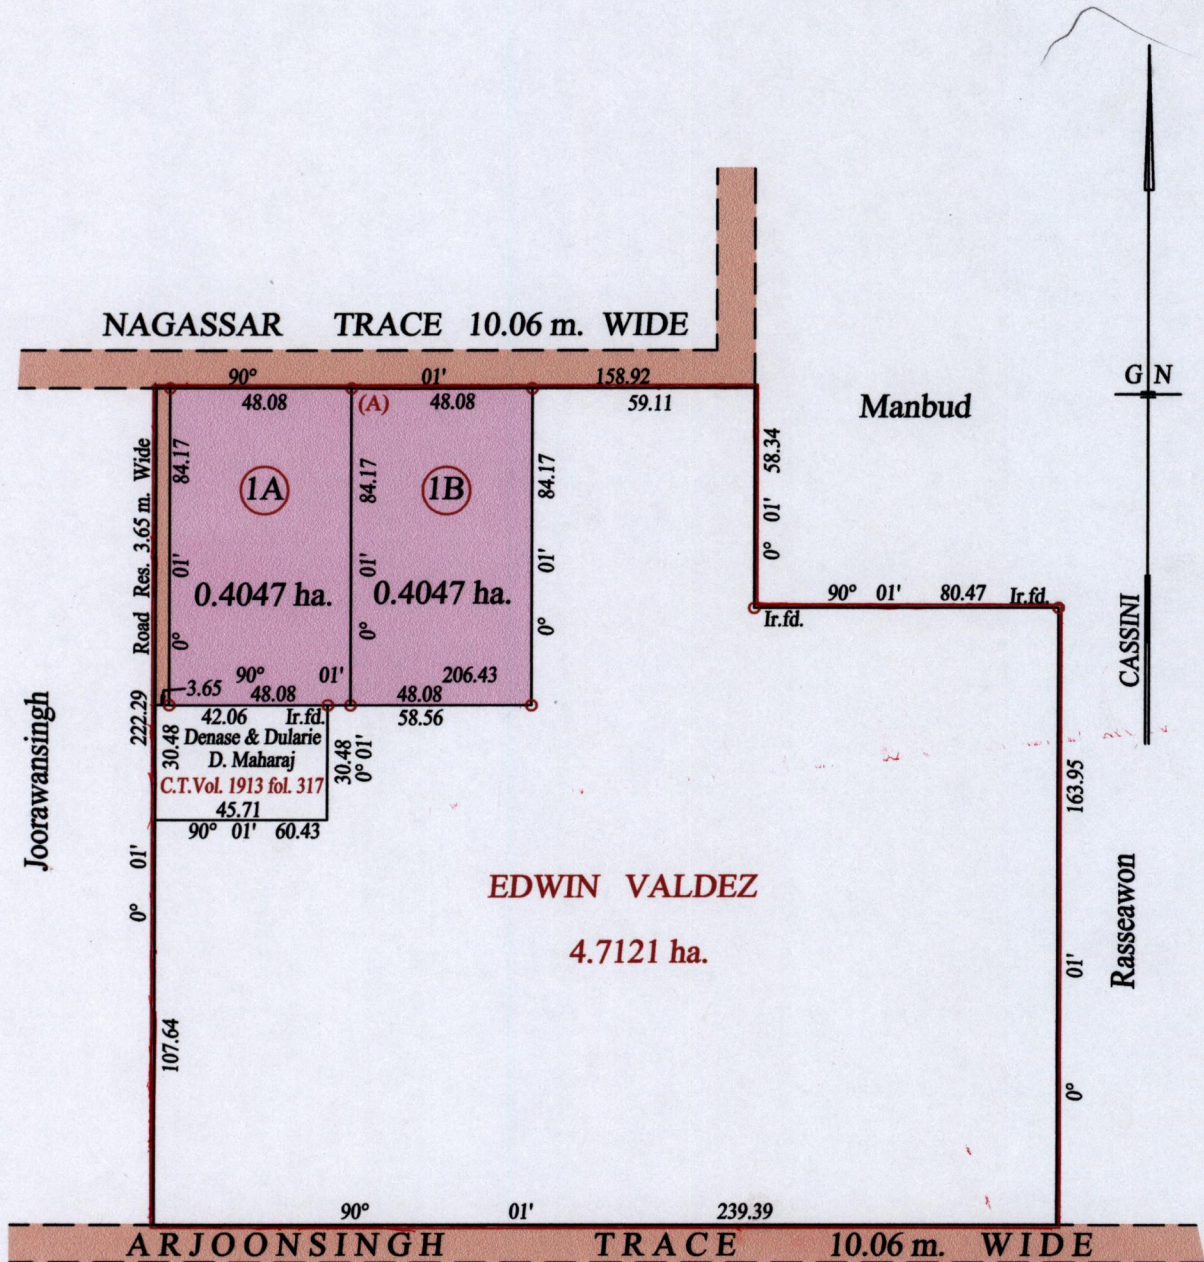 NAGASSAR TRACE 10.06 m. WIDE
90° 01' 158.92
48.08 (A) 48.08 59.11
G N
Manbud
Road Res. 3.65 m. Wide
84.17 01' 0°
84.17 01' 0°
84.17 01' 0°
58.34 01' 0°
1A
1B
0.4047 ha.
0.4047 ha.
90° 01' 80.47 Ir.fd.
Ir.fd.
CASSINI
90° 01' 206.43
3.65 48.08 48.08
42.06 Ir.fd. 58.56
222.29 01' 0°
Joorawansingh
30.48
Denase & Dularie
D. Maharaj
C.T.Vol. 1913 fol. 317
45.71
90° 01' 60.43
30.48
0° 01'
163.95 01' 0°
Rasseawon
EDWIN VALDEZ
4.7121 ha.
107.64
90° 01' 239.39
ARJOONSINGH TRACE 10.06 m. WIDE